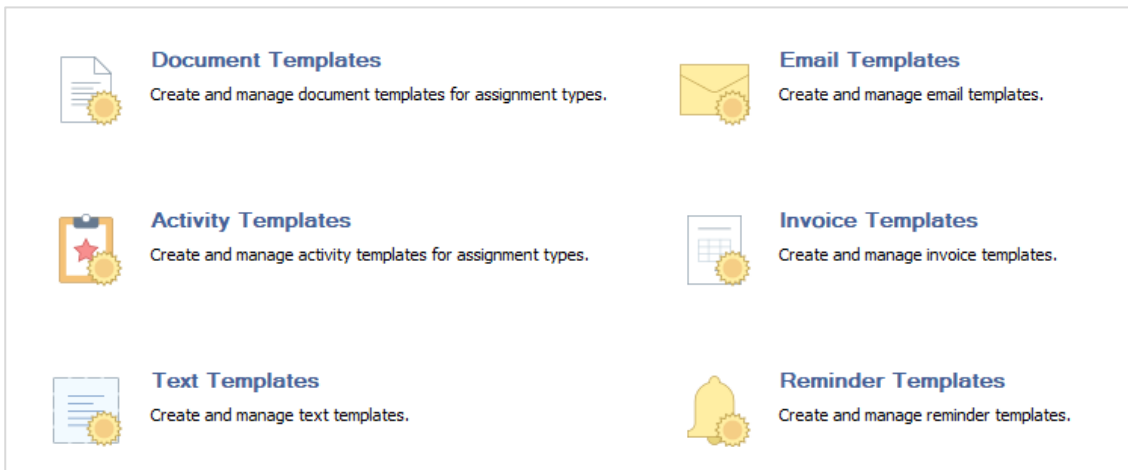 Document Templates
Create and manage document templates for assignment types.
Email Templates
Create and manage email templates.
Activity Templates
Create and manage activity templates for assignment types.
Invoice Templates
Create and manage invoice templates.
Text Templates
Create and manage text templates.
Reminder Templates
Create and manage reminder templates.